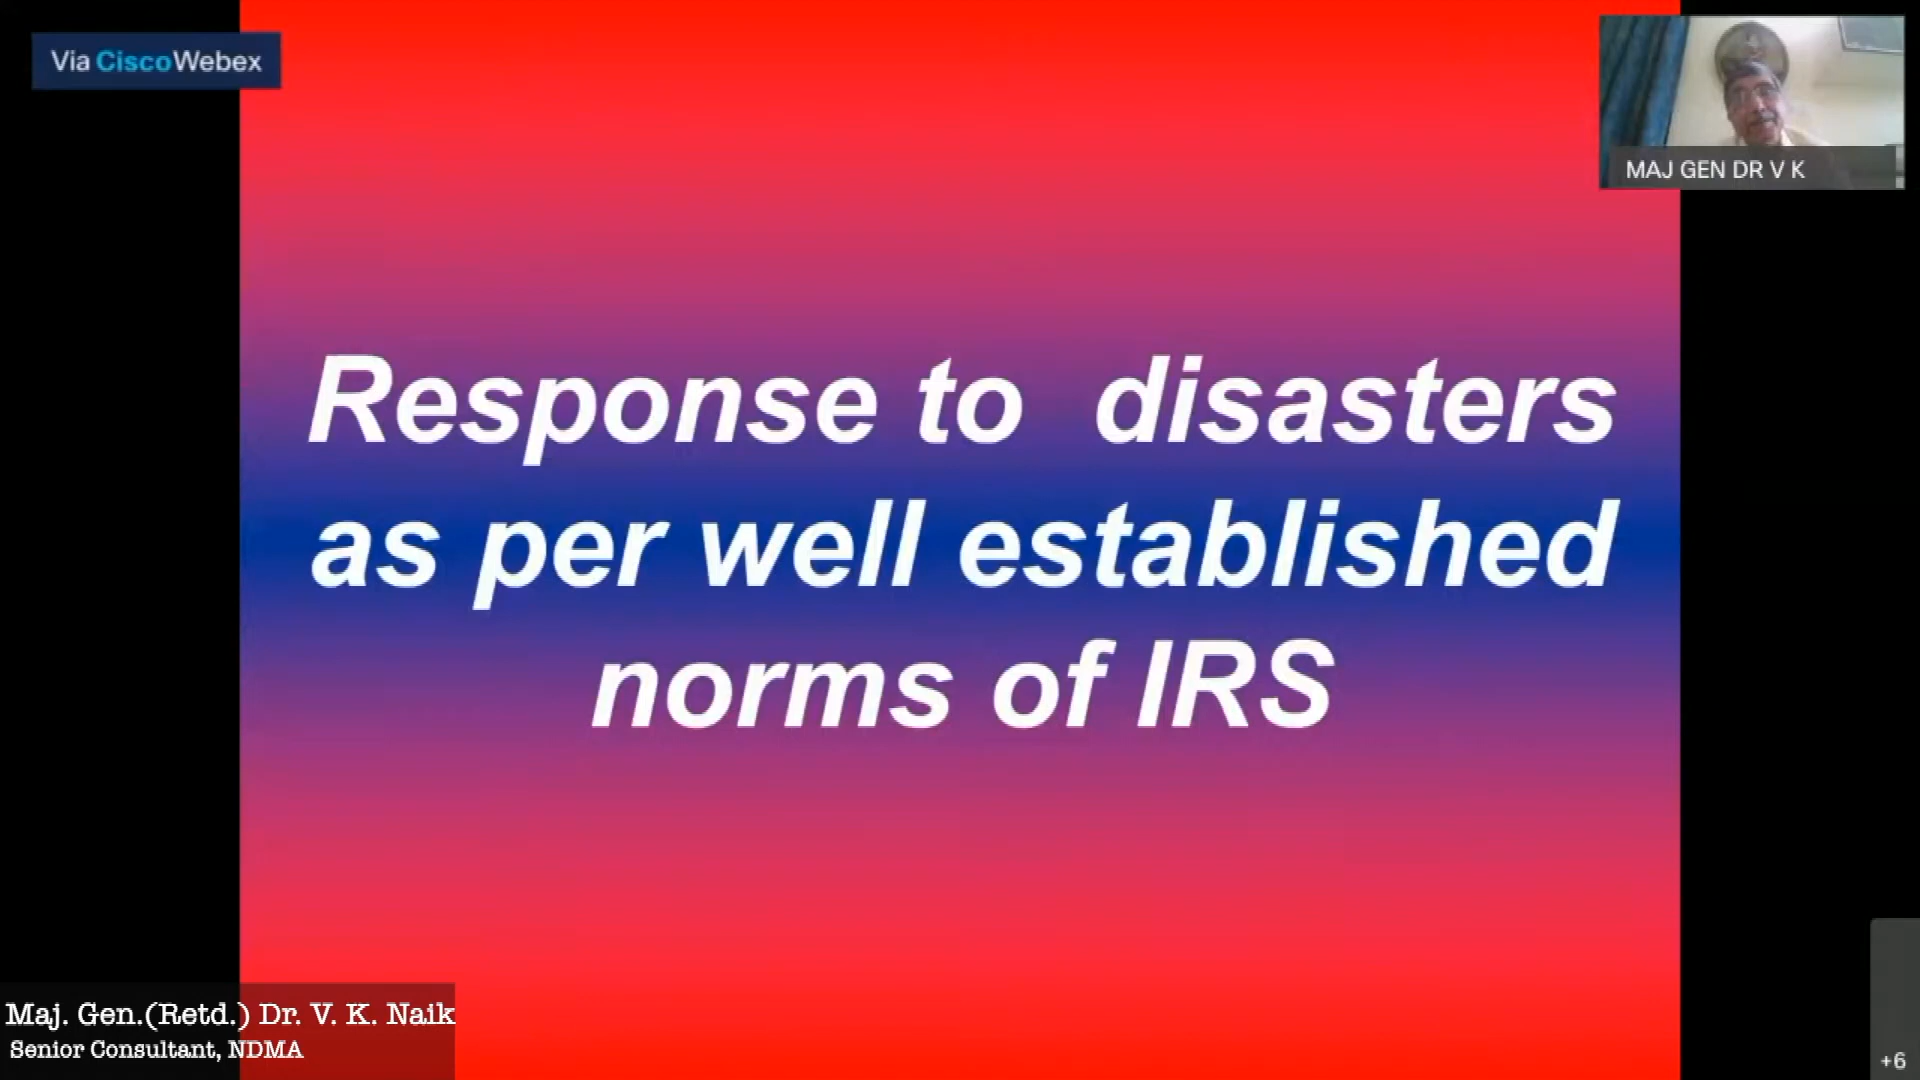 Via CiscoWebex
MAJ GEN DR V K
Response to disasters
as per well established
norms of IRS
Maj. Gen.(Retd.) Dr. V. K. Naik
Senior Consultant, NDMA
+6